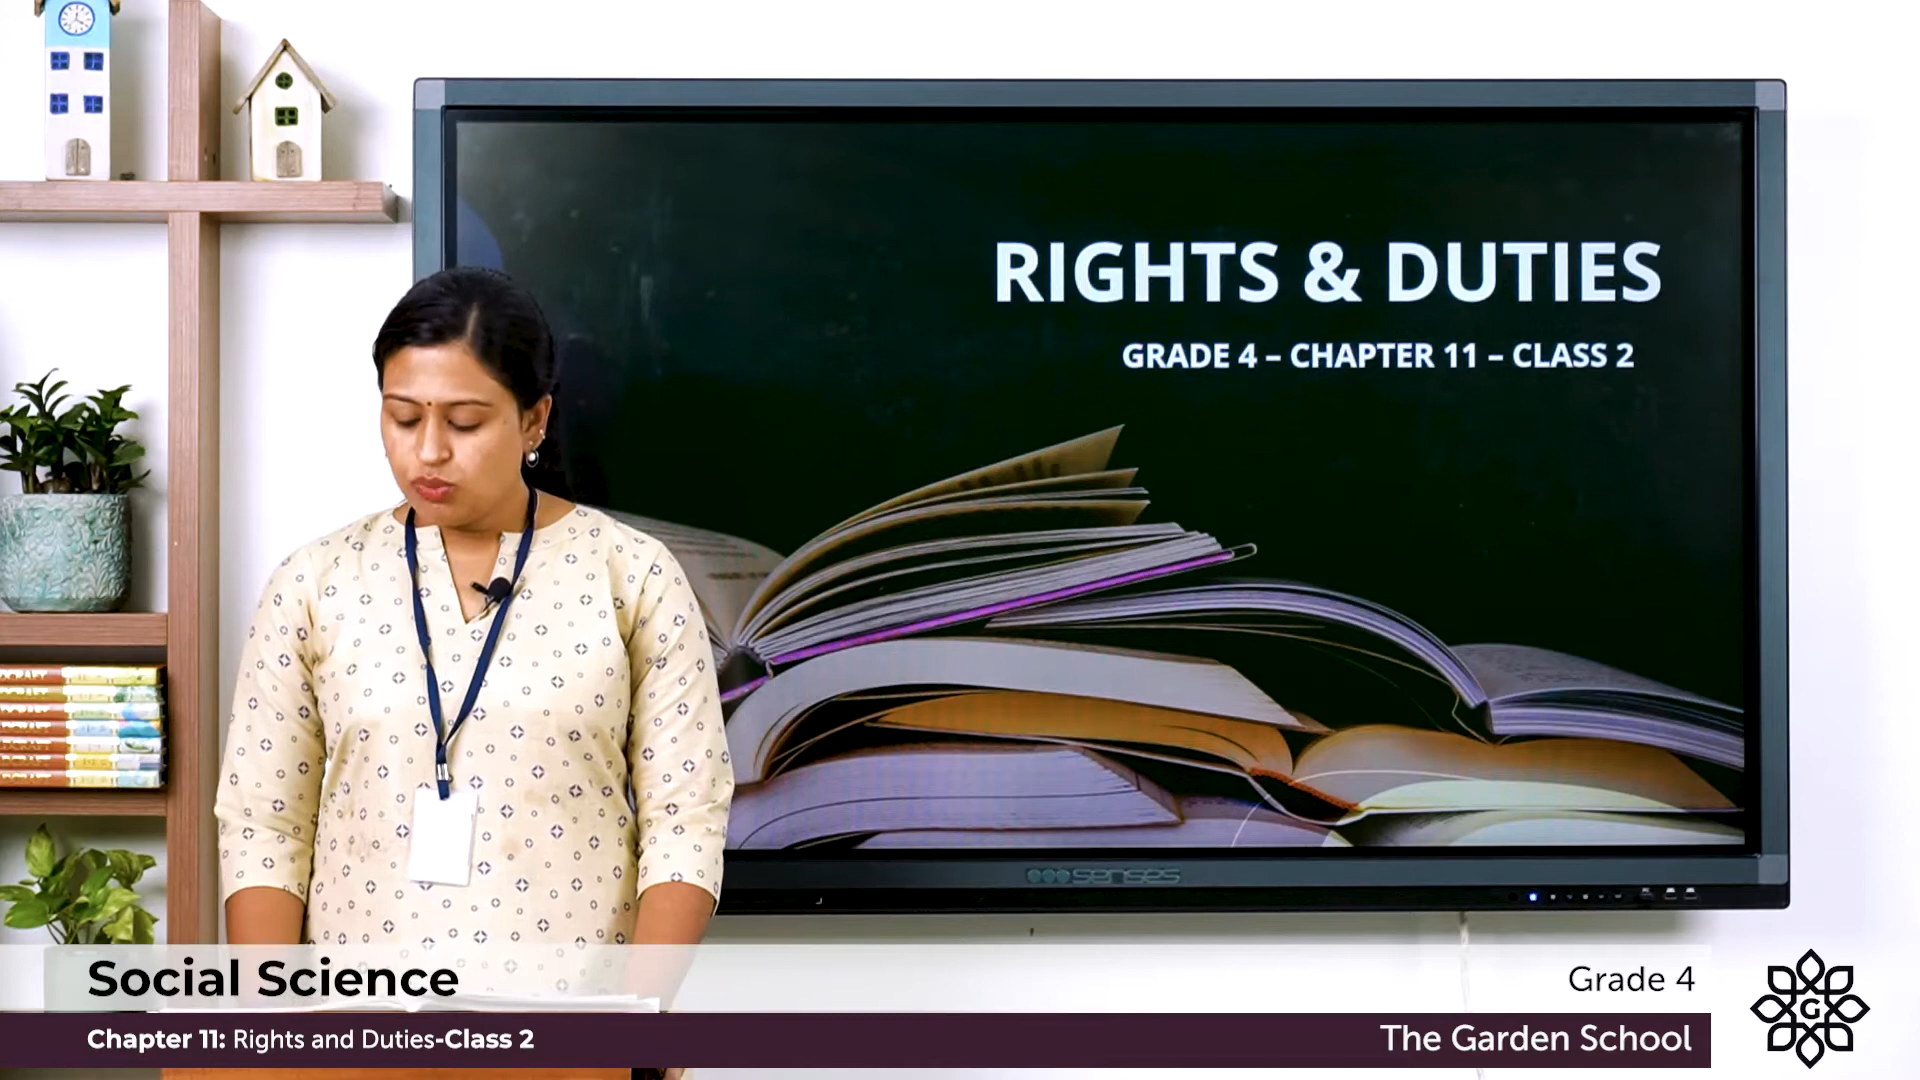 RIGHTS & DUTIES
GRADE 4 – CHAPTER 11 – CLASS 2
senses
Social Science
Grade 4
Chapter 11: Rights and Duties-Class 2
The Garden School
G